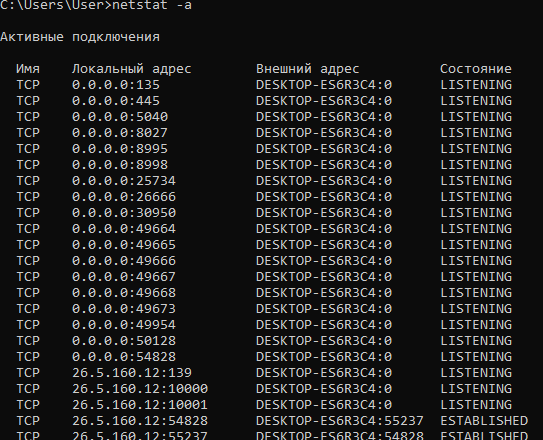 C:\Users\User>netstat -a
Активные подключения
Имя Локальный адрес Внешний адрес Состояние
TCP 0.0.0.0:135 DESKTOP-ES6R3C4:0 LISTENING
TCP 0.0.0.0:445 DESKTOP-ES6R3C4:0 LISTENING
TCP 0.0.0.0:5040 DESKTOP-ES6R3C4:0 LISTENING
TCP 0.0.0.0:8027 DESKTOP-ES6R3C4:0 LISTENING
TCP 0.0.0.0:8995 DESKTOP-ES6R3C4:0 LISTENING
TCP 0.0.0.0:8998 DESKTOP-ES6R3C4:0 LISTENING
TCP 0.0.0.0:25734 DESKTOP-ES6R3C4:0 LISTENING
TCP 0.0.0.0:26666 DESKTOP-ES6R3C4:0 LISTENING
TCP 0.0.0.0:30950 DESKTOP-ES6R3C4:0 LISTENING
TCP 0.0.0.0:49664 DESKTOP-ES6R3C4:0 LISTENING
TCP 0.0.0.0:49665 DESKTOP-ES6R3C4:0 LISTENING
TCP 0.0.0.0:49666 DESKTOP-ES6R3C4:0 LISTENING
TCP 0.0.0.0:49667 DESKTOP-ES6R3C4:0 LISTENING
TCP 0.0.0.0:49668 DESKTOP-ES6R3C4:0 LISTENING
TCP 0.0.0.0:49673 DESKTOP-ES6R3C4:0 LISTENING
TCP 0.0.0.0:49954 DESKTOP-ES6R3C4:0 LISTENING
TCP 0.0.0.0:50128 DESKTOP-ES6R3C4:0 LISTENING
TCP 0.0.0.0:54828 DESKTOP-ES6R3C4:0 LISTENING
TCP 26.5.160.12:139 DESKTOP-ES6R3C4:0 LISTENING
TCP 26.5.160.12:10000 DESKTOP-ES6R3C4:0 LISTENING
TCP 26.5.160.12:10001 DESKTOP-ES6R3C4:0 LISTENING
TCP 26.5.160.12:54828 DESKTOP-ES6R3C4:55237 ESTABLISHED
TCP 26.5.160.12:55237 DESKTOP-ES6R3C4:54828 ESTABLISHED